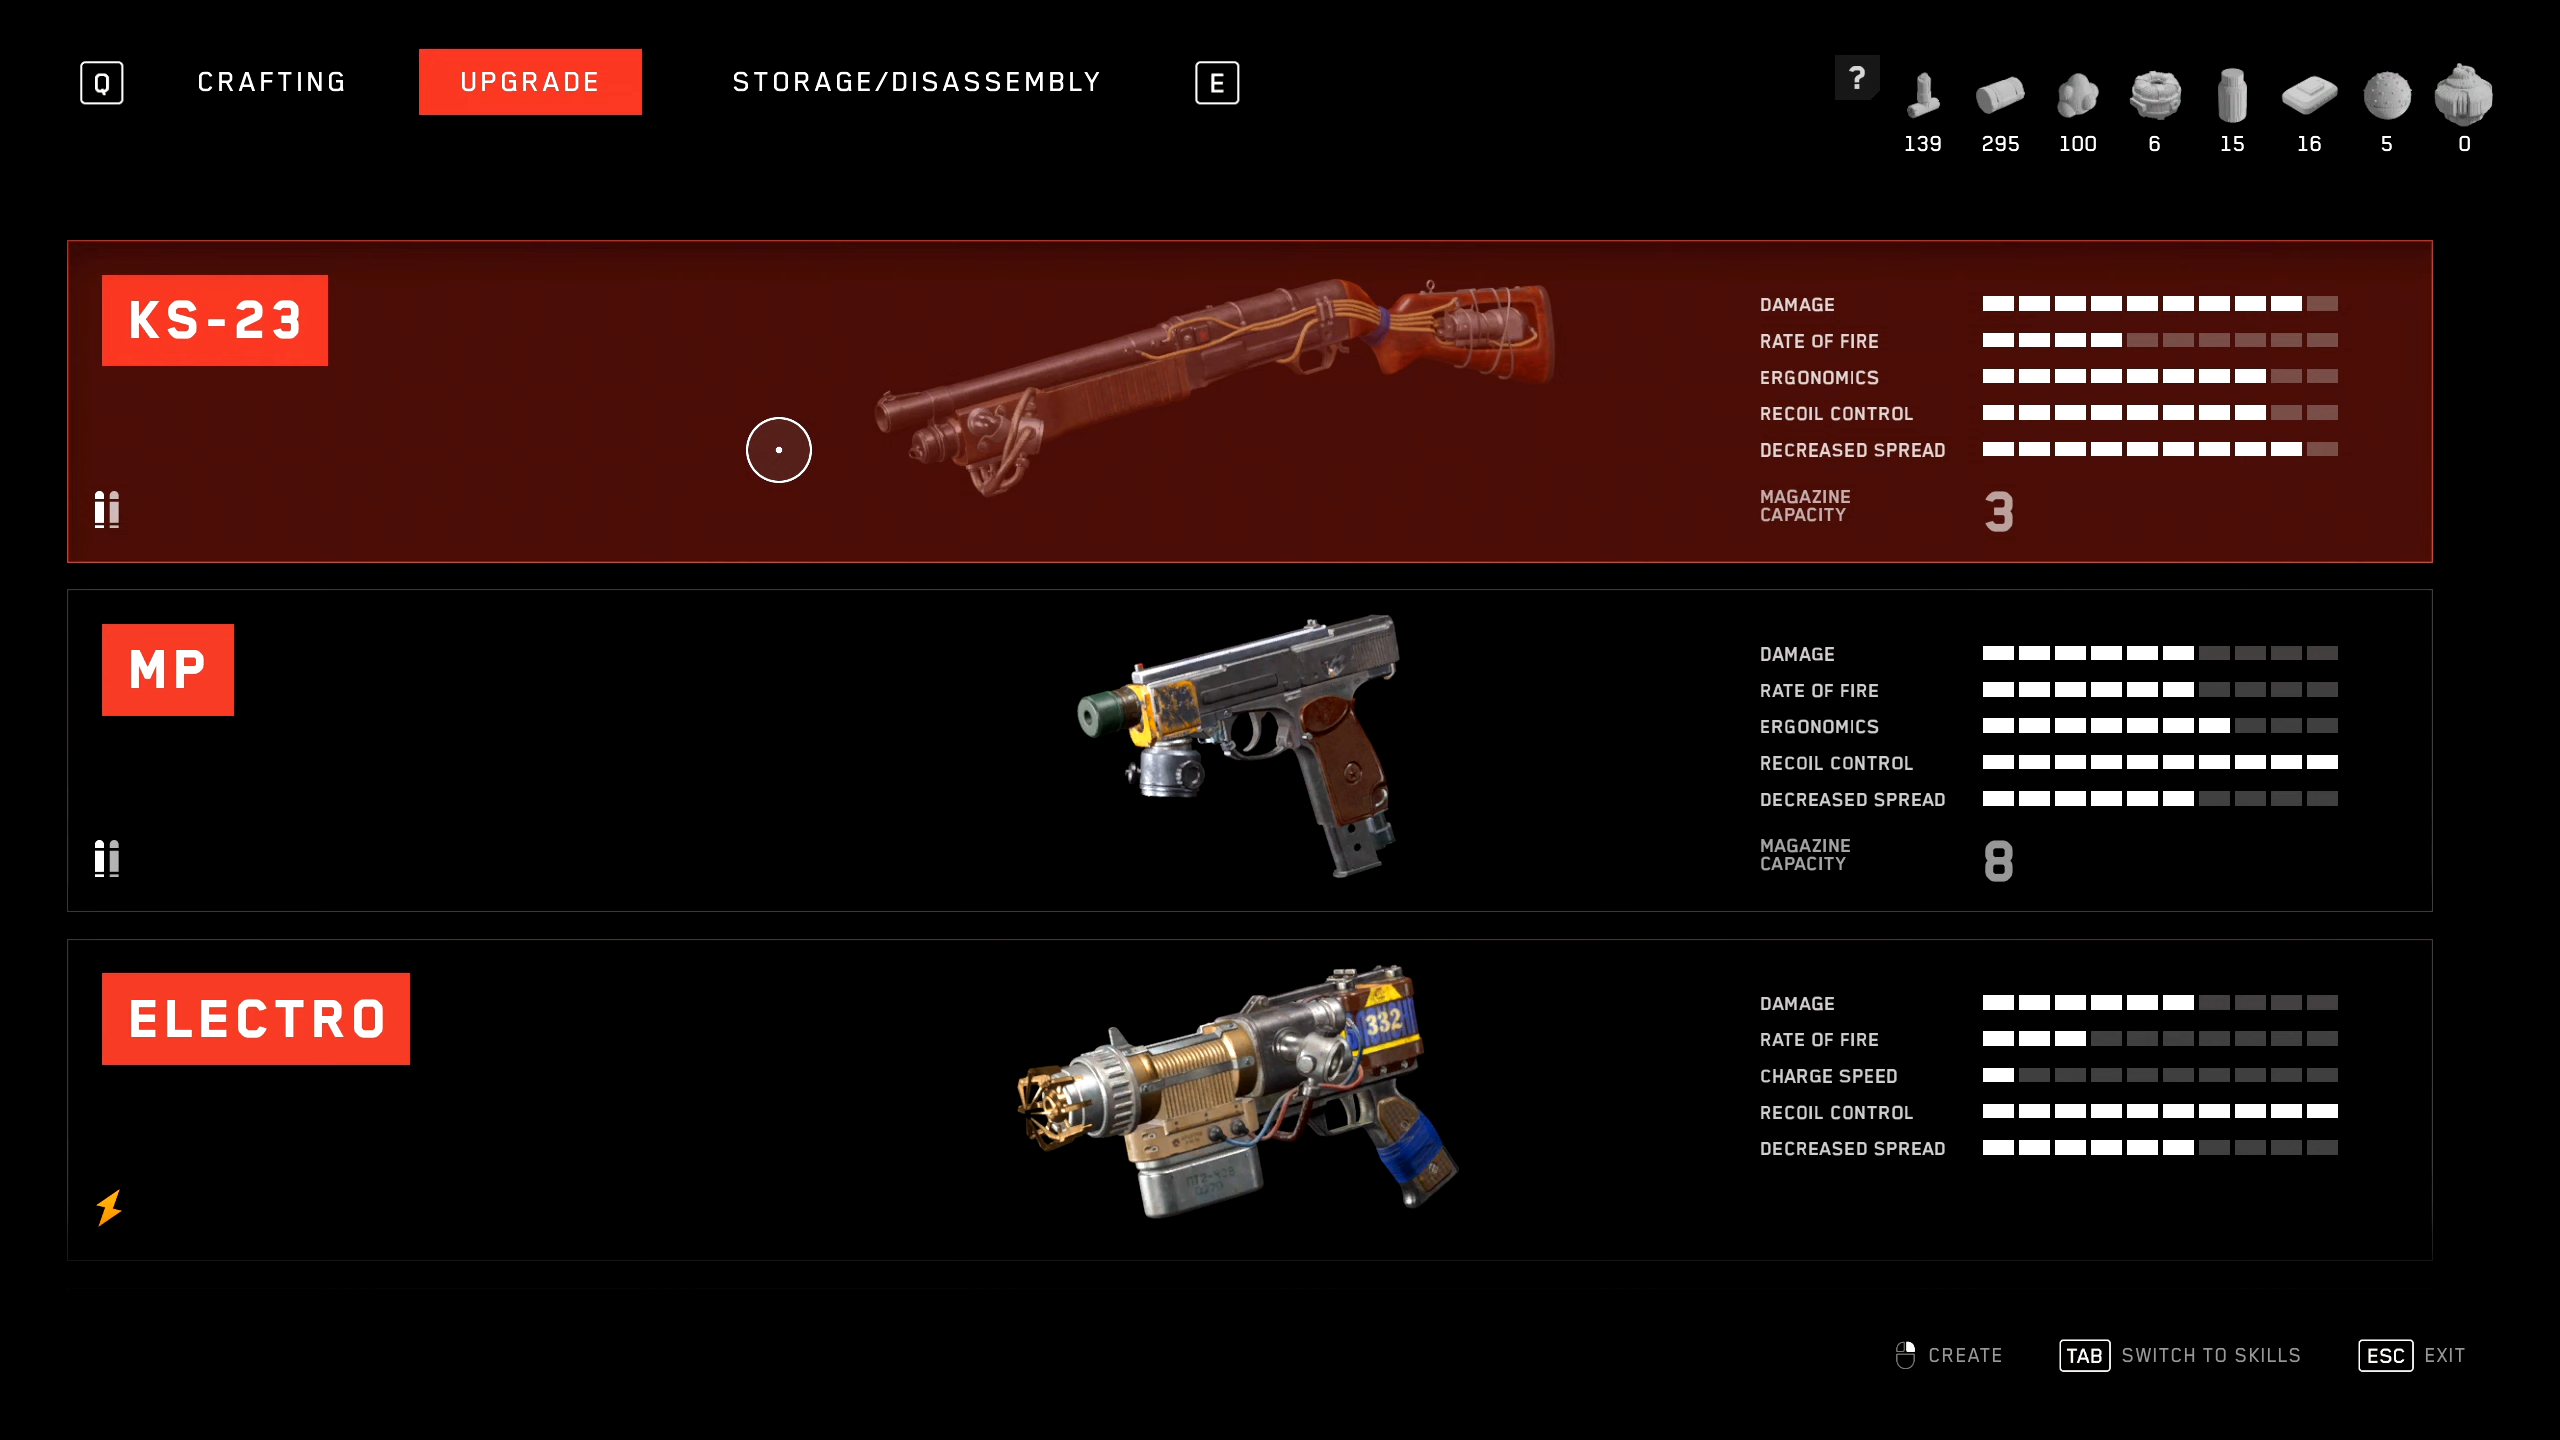 Q CRAFTING UPGRADE STORAGE/DISASSEMBLY E ?
139 295 100 6 15 16 5 0
KS-23
DAMAGE
RATE OF FIRE
ERGONOMICS
RECOIL CONTROL
DECREASED SPREAD
MAGAZINE
CAPACITY
3
MP
DAMAGE
RATE OF FIRE
ERGONOMICS
RECOIL CONTROL
DECREASED SPREAD
MAGAZINE
CAPACITY
8
ELECTRO
332
DAMAGE
RATE OF FIRE
CHARGE SPEED
RECOIL CONTROL
DECREASED SPREAD
CREATE TAB SWITCH TO SKILLS ESC EXIT